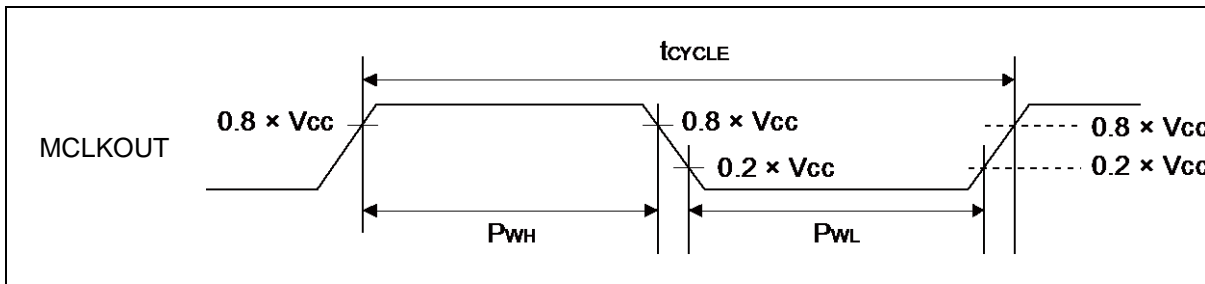 tCYCLE
0.8 × Vcc
0.8 × Vcc
0.8 × Vcc
MCLKOUT
0.2 × Vcc
0.2 × Vcc
PWH
PWL